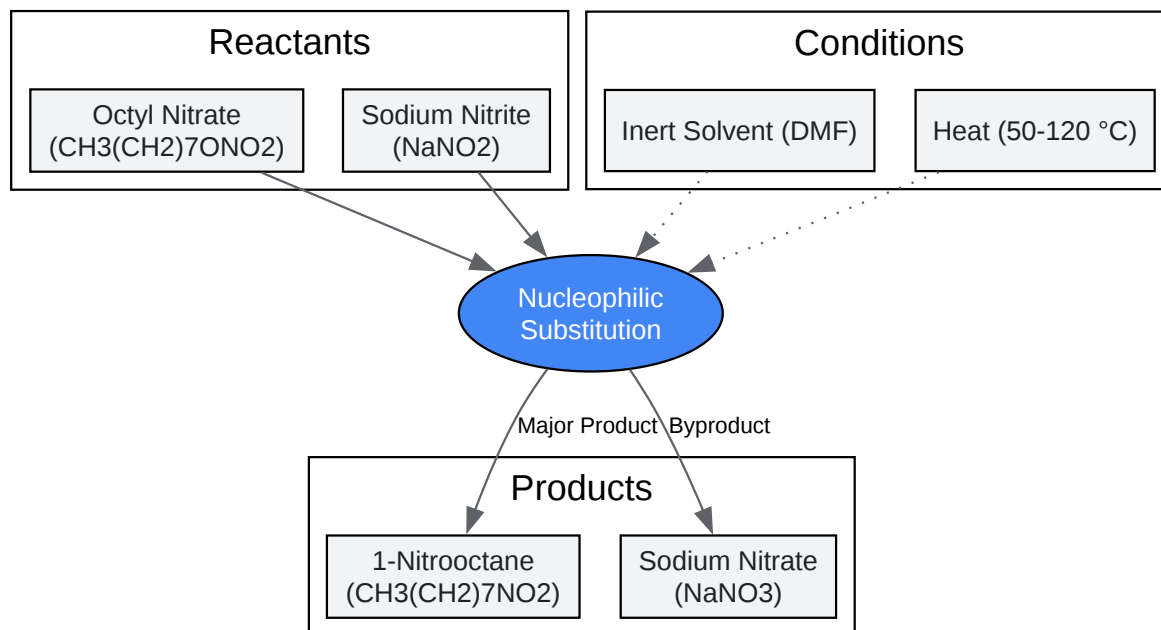 Reactants
Conditions
Octyl Nitrate
(CH3(CH2)7ONO2)
Sodium Nitrite
(NaNO2)
Inert Solvent (DMF)
Heat (50-120 °C)
Nucleophilic
Substitution
Major Product
Byproduct
Products
1-Nitrooctane
(CH3(CH2)7NO2)
Sodium Nitrate
(NaNO3)